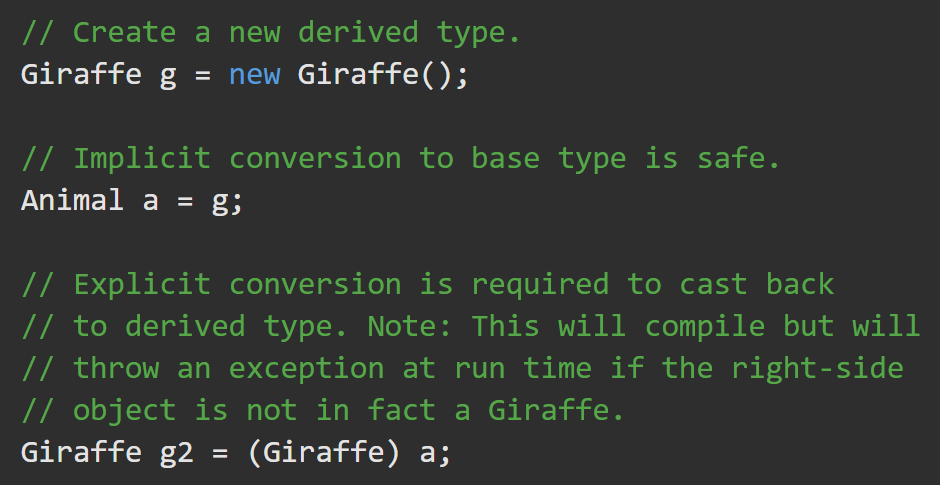 // Create a new derived type.
Giraffe g = new Giraffe();
// Implicit conversion to base type is safe.
Animal a = g;
// Explicit conversion is required to cast back
// to derived type. Note: This will compile but will
// throw an exception at run time if the right-side
// object is not in fact a Giraffe.
Giraffe g2 = (Giraffe) a;